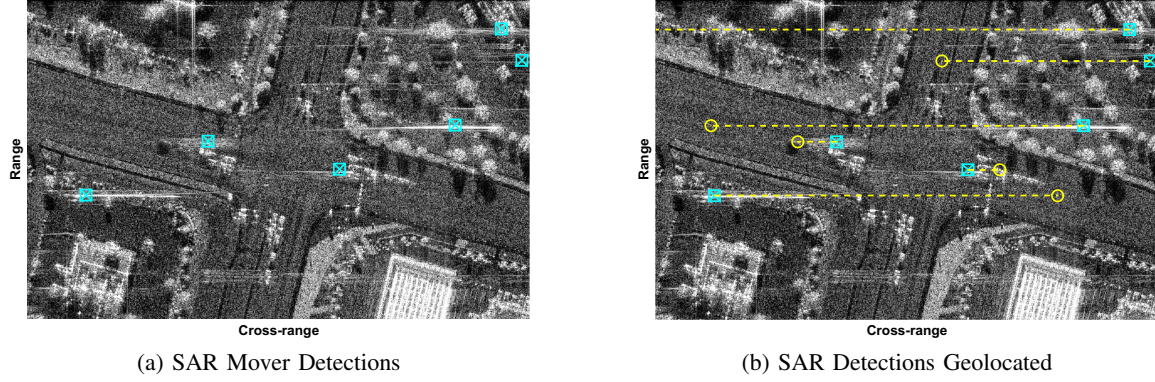 Range
Cross-range
(a) SAR Mover Detections
Range
Cross-range
(b) SAR Detections Geolocated